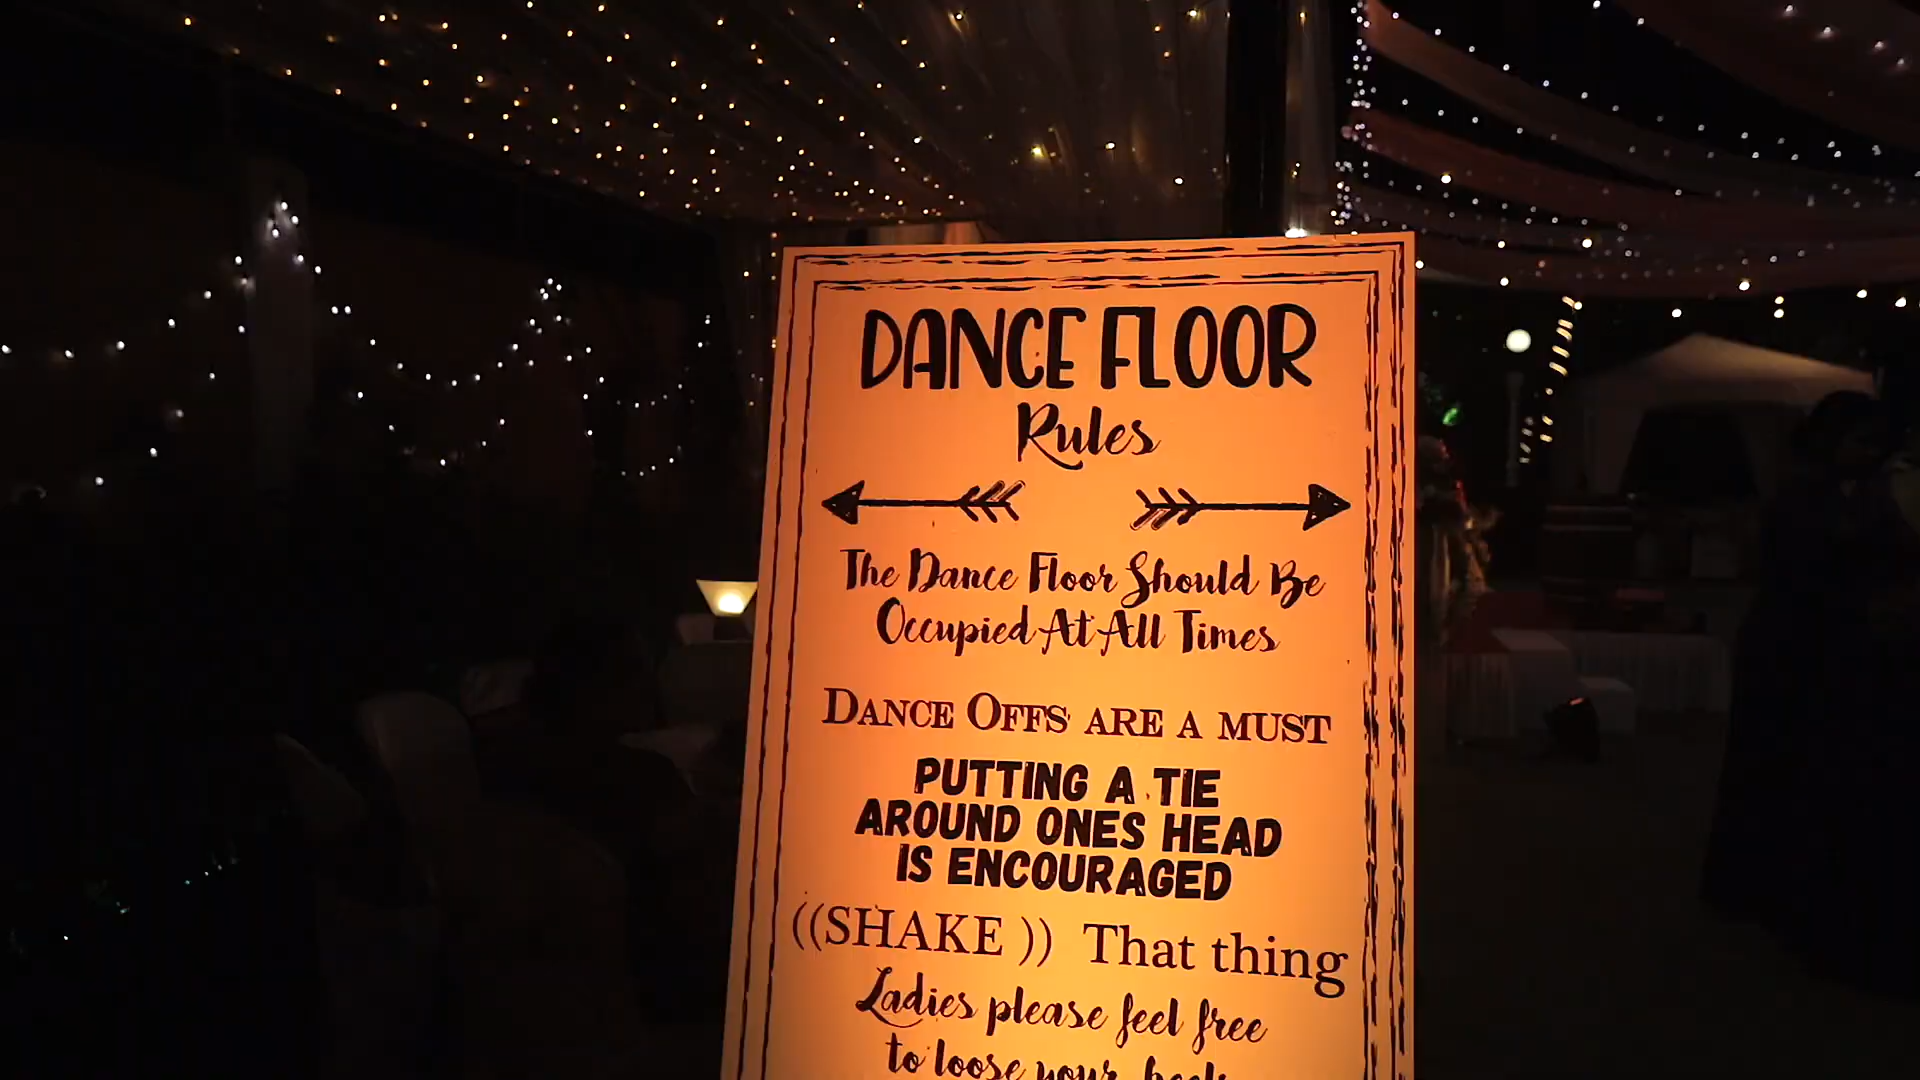 DANCE FLOOR
Rules
The Dance Floor Should Be
Occupied At All Times
DANCE OFFS ARE A MUST
PUTTING A TIE
AROUND ONES HEAD
IS ENCOURAGED
((SHAKE )) That thing
Ladies please feel free
to loose your